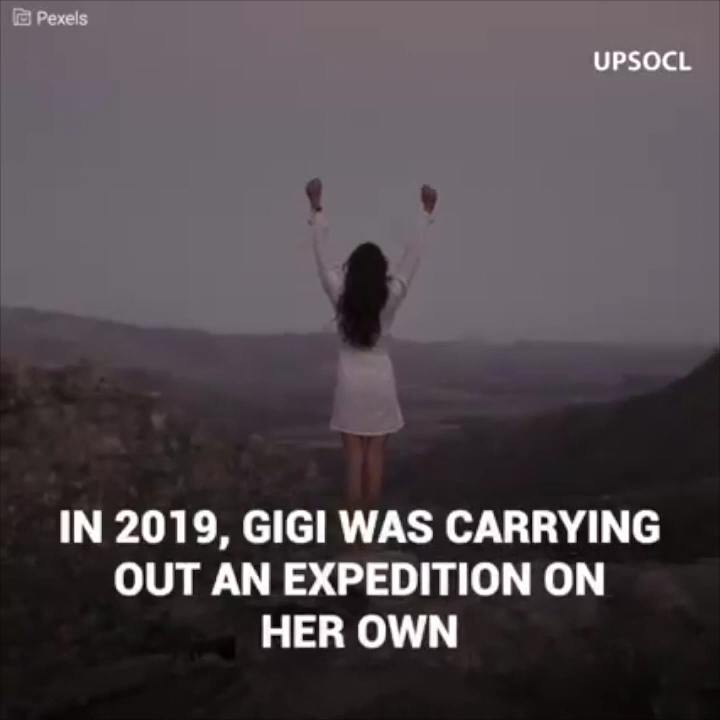 Pexels
UPSOCL
IN 2019, GIGI WAS CARRYING
OUT AN EXPEDITION ON
HER OWN